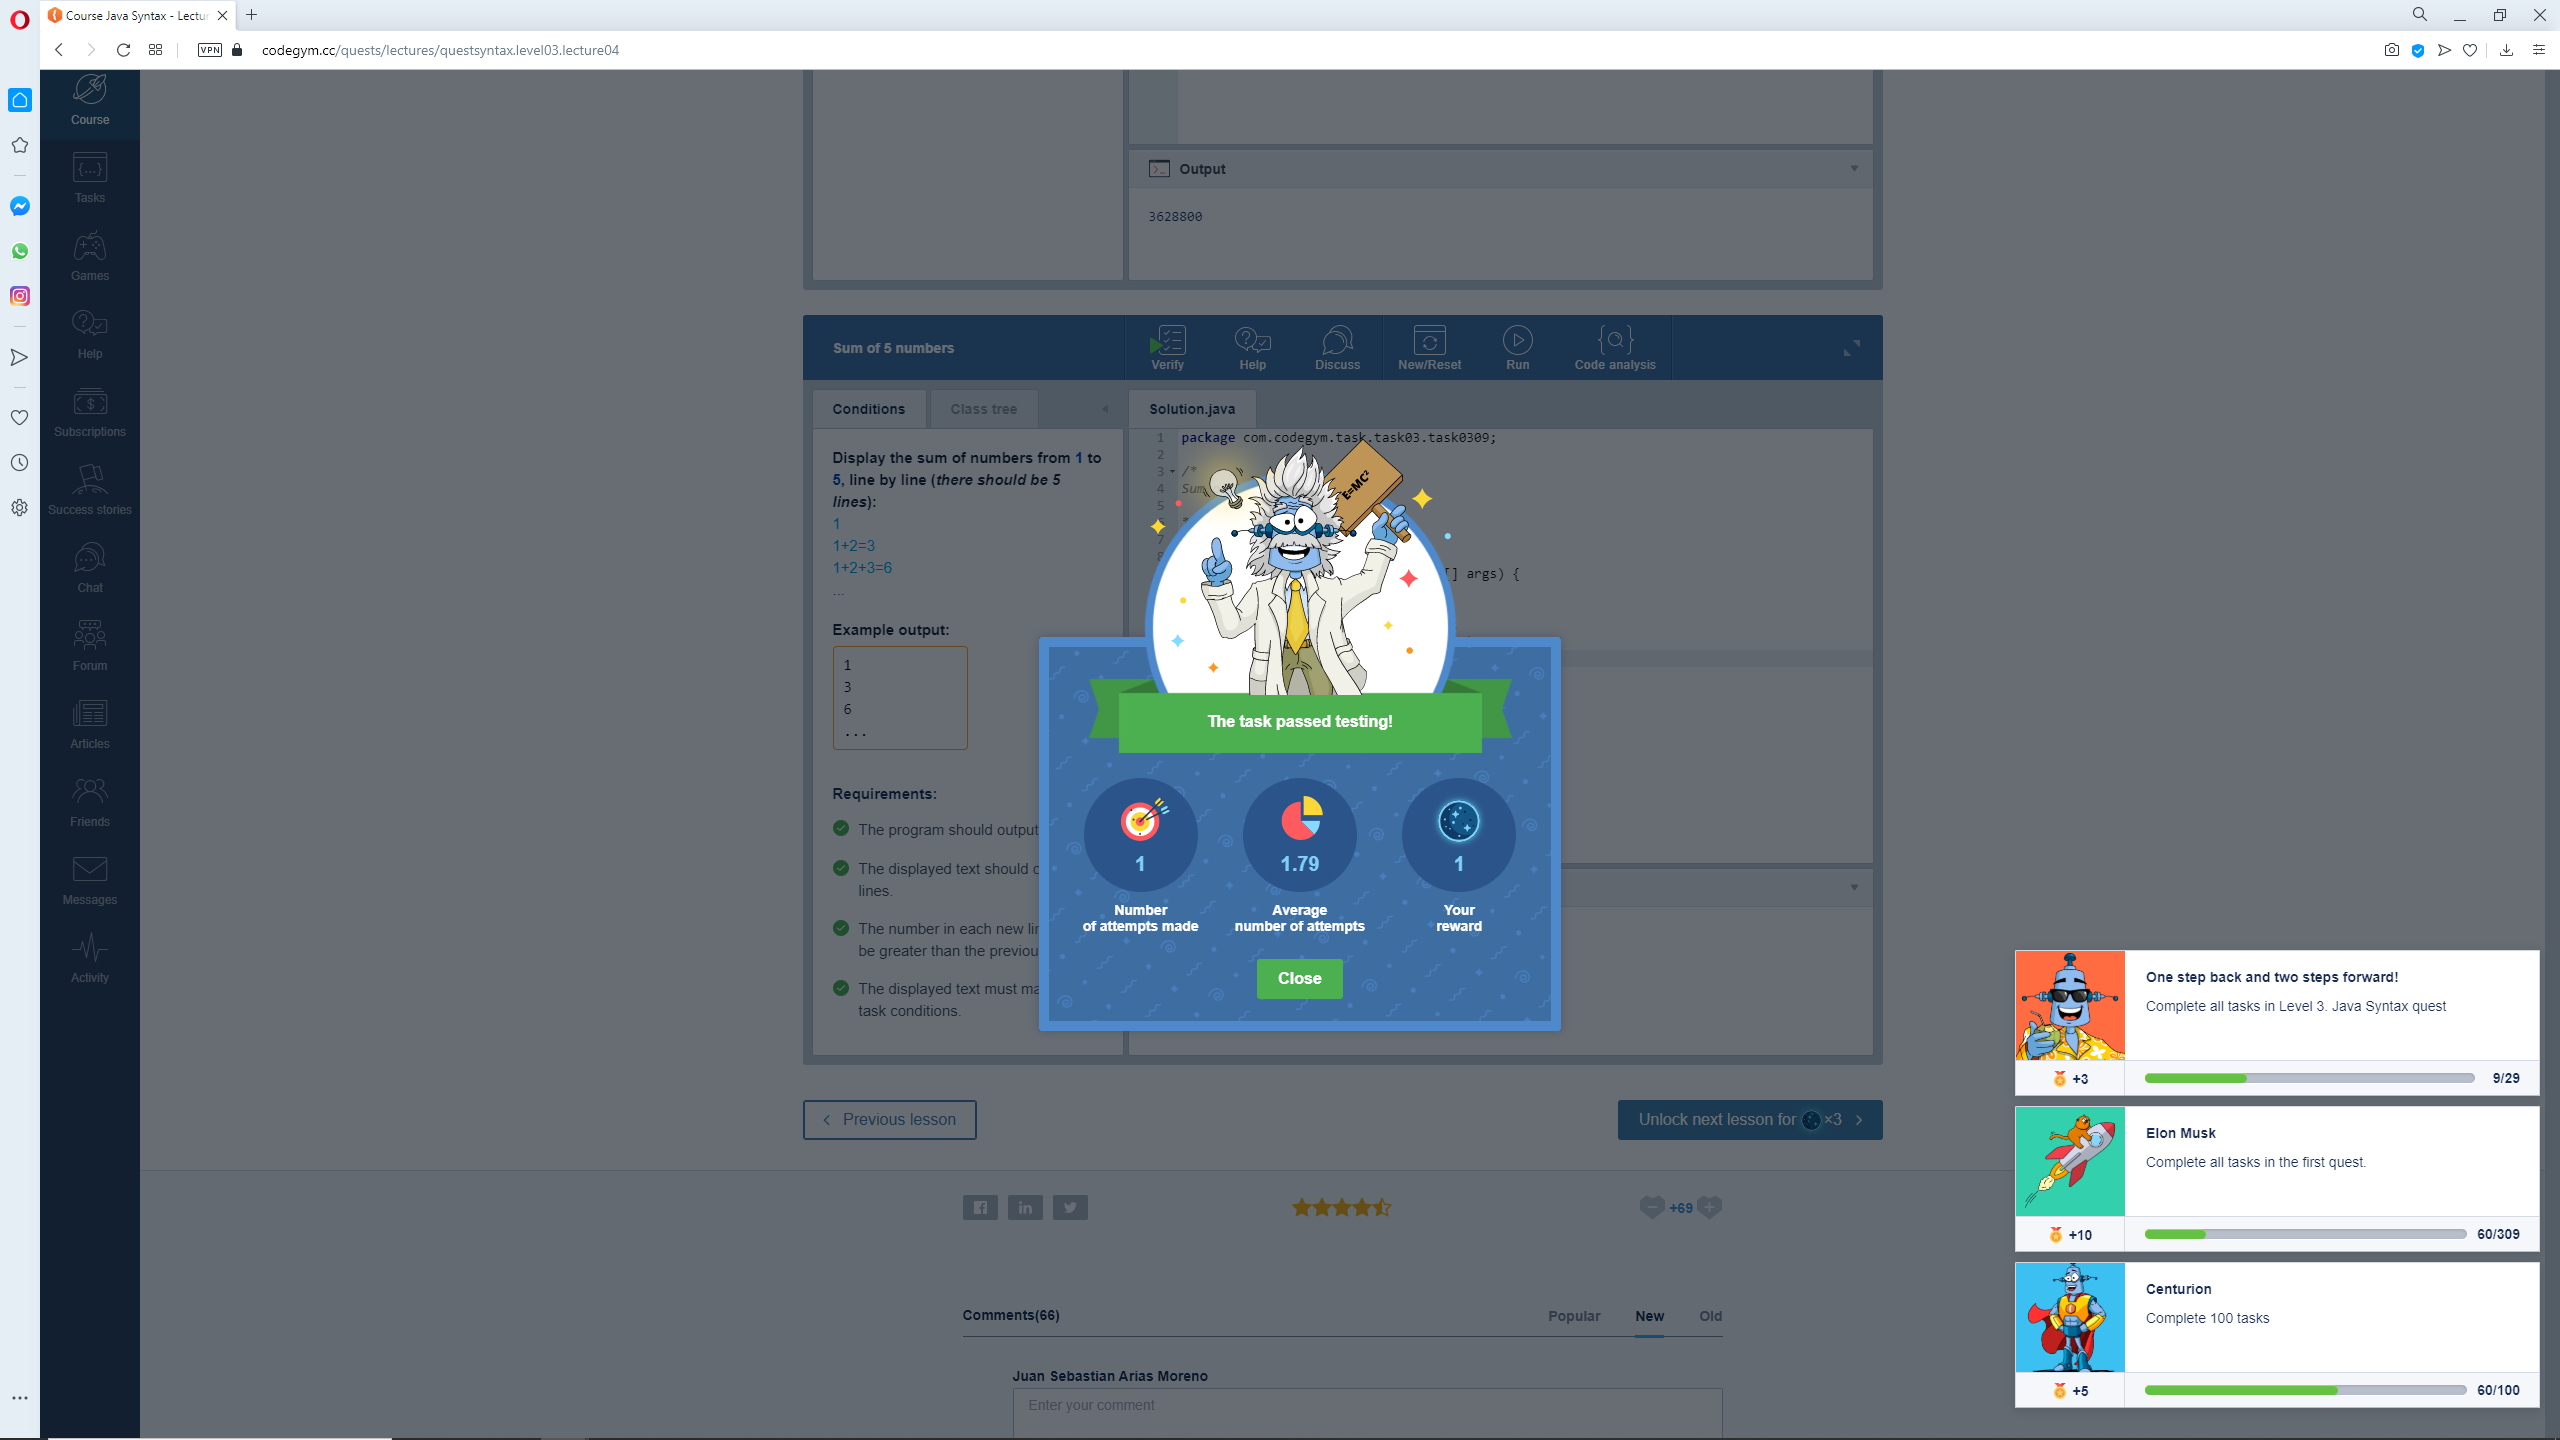 Course Java Syntax - Lectu
VPN
codegym.cc/quests/lectures/questsyntax.level03.lecture04
Course
Tasks
Games
Help
Subscriptions
Success stories
Chat
Forum
Articles
Friends
Messages
Activity
Output
3628800
Sum of 5 numbers
Verify
Help
Discuss
New/Reset
Run
Code analysis
Conditions
Class tree
Display the sum of numbers from 1 to
5, line by line (there should be 5
lines):
1
1+2=3
1+2+3=6
...
Example output:
1
3
6
...
Requirements:
The program should output
The displayed text should
lines.
The number in each new
be greater than the
The displayed text must
task conditions.
Solution.java
1 package com.codegym.task.task03.task0309;
2
3 /*
4 Sum
5
7
[] args) {
E=MC²
The task passed testing!
1
Number
of attempts made
1.79
Average
number of attempts
1
Your
reward
Close
Previous lesson
Unlock next lesson for ×3
+69
Comments(66)
Popular
New
Old
Juan Sebastian Arias Moreno
Enter your comment
One step back and two steps forward!
Complete all tasks in Level 3. Java Syntax quest
+3
9/29
Elon Musk
Complete all tasks in the first quest.
+10
60/309
Centurion
Complete 100 tasks
+5
60/100